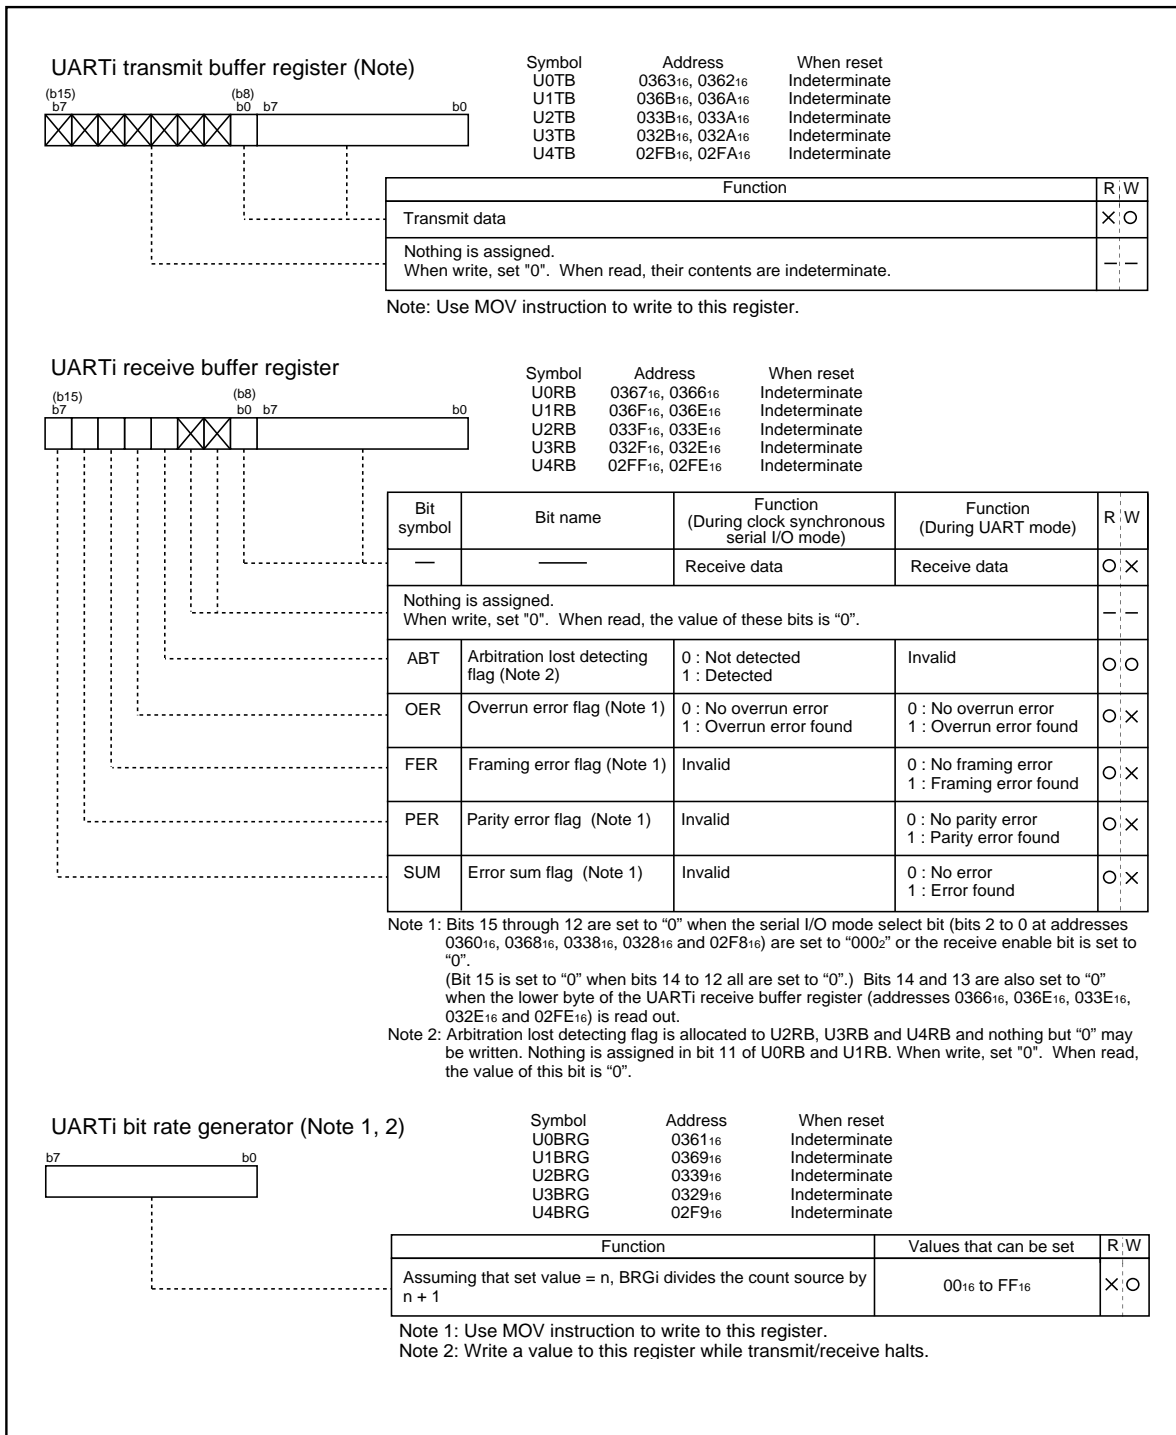 UARTi transmit buffer register (Note)
Symbol Address When reset
U0TB 036316, 036216 Indeterminate
U1TB 036B16, 036A16 Indeterminate
U2TB 033B16, 033A16 Indeterminate
U3TB 032B16, 032A16 Indeterminate
U4TB 02FB16, 02FA16 Indeterminate
(b15) (b8)
b7 b0 b7 b0
Function R W
Transmit data
Nothing is assigned.
When write, set "0". When read, their contents are indeterminate.
Note: Use MOV instruction to write to this register.
UARTi receive buffer register
Symbol Address When reset
U0RB 036716, 036616 Indeterminate
U1RB 036F16, 036E16 Indeterminate
U2RB 033F16, 033E16 Indeterminate
U3RB 032F16, 032E16 Indeterminate
U4RB 02FF16, 02FE16 Indeterminate
(b15) (b8)
b7 b0 b7 b0
Bit symbol Bit name Function (During clock synchronous serial I/O mode) Function (During UART mode) R W
— — Receive data Receive data
Nothing is assigned.
When write, set "0". When read, the value of these bits is “0”.
ABT Arbitration lost detecting 0 : Not detected Invalid
flag (Note 2) 1 : Detected
OER Overrun error flag (Note 1) 0 : No overrun error 0 : No overrun error
1 : Overrun error found 1 : Overrun error found
FER Framing error flag (Note 1) Invalid 0 : No framing error
1 : Framing error found
PER Parity error flag (Note 1) Invalid 0 : No parity error
1 : Parity error found
SUM Error sum flag (Note 1) Invalid 0 : No error
1 : Error found
Note 1: Bits 15 through 12 are set to “0” when the serial I/O mode select bit (bits 2 to 0 at addresses
036016, 036816, 033816, 032816 and 02F816) are set to “0002” or the receive enable bit is set to
“0”.
(Bit 15 is set to “0” when bits 14 to 12 all are set to “0”.) Bits 14 and 13 are also set to “0”
when the lower byte of the UARTi receive buffer register (addresses 036616, 036E16, 033E16,
032E16 and 02FE16) is read out.
Note 2: Arbitration lost detecting flag is allocated to U2RB, U3RB and U4RB and nothing but “0” may
be written. Nothing is assigned in bit 11 of U0RB and U1RB. When write, set "0". When read,
the value of this bit is “0”.
UARTi bit rate generator (Note 1, 2)
Symbol Address When reset
U0BRG 036116 Indeterminate
U1BRG 036916 Indeterminate
U2BRG 033916 Indeterminate
U3BRG 032916 Indeterminate
U4BRG 02F916 Indeterminate
b7 b0
Function Values that can be set R W
Assuming that set value = n, BRGi divides the count source by 0016 to FF16
n + 1
Note 1: Use MOV instruction to write to this register.
Note 2: Write a value to this register while transmit/receive halts.